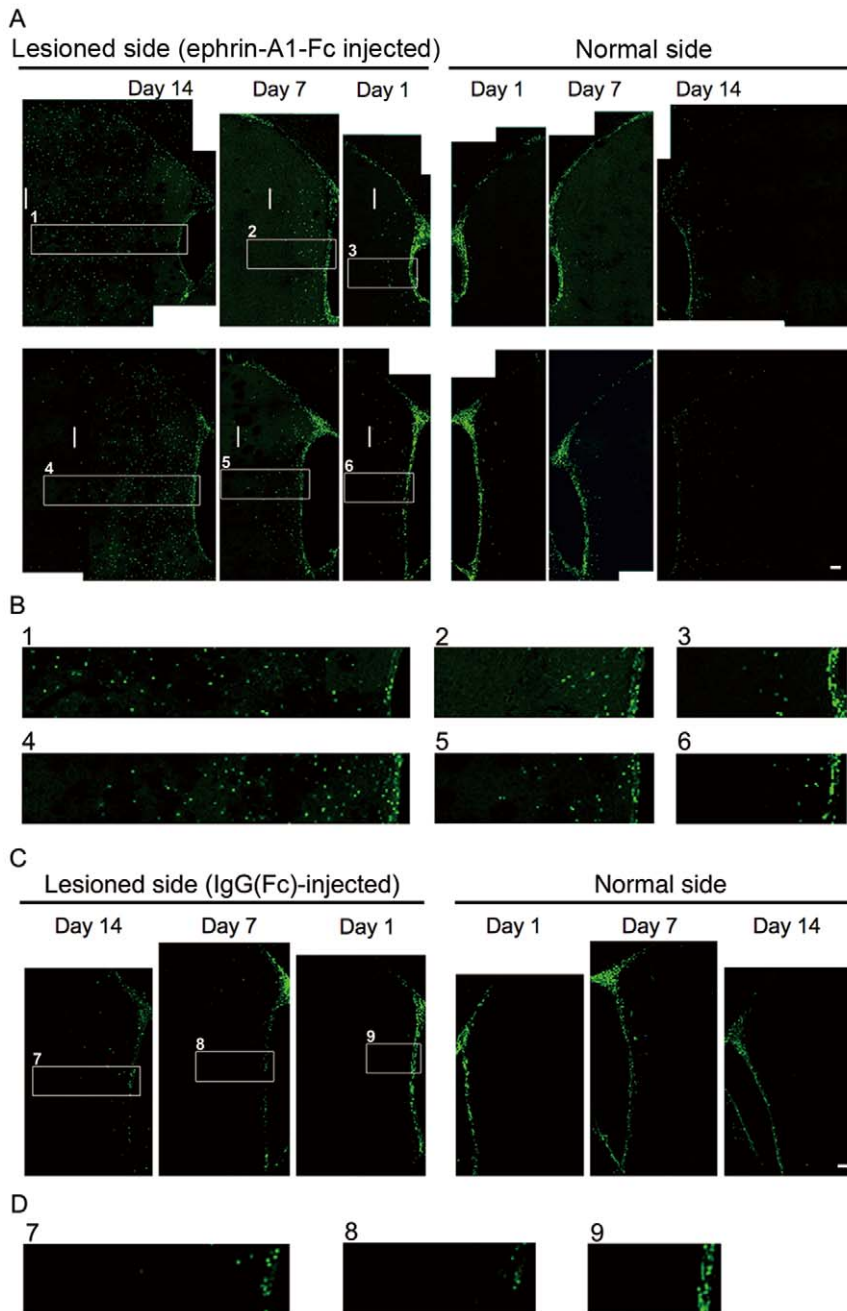 A
Lesioned side (ephrin-A1-Fc injected) Normal side
Day 14 Day 7 Day 1 Day 1 Day 7 Day 14
1 2 3
4 5 6
B
1 2 3
4 5 6
C
Lesioned side (IgG(Fc)-injected) Normal side
Day 14 Day 7 Day 1 Day 1 Day 7 Day 14
7 8 9
D
7 8 9